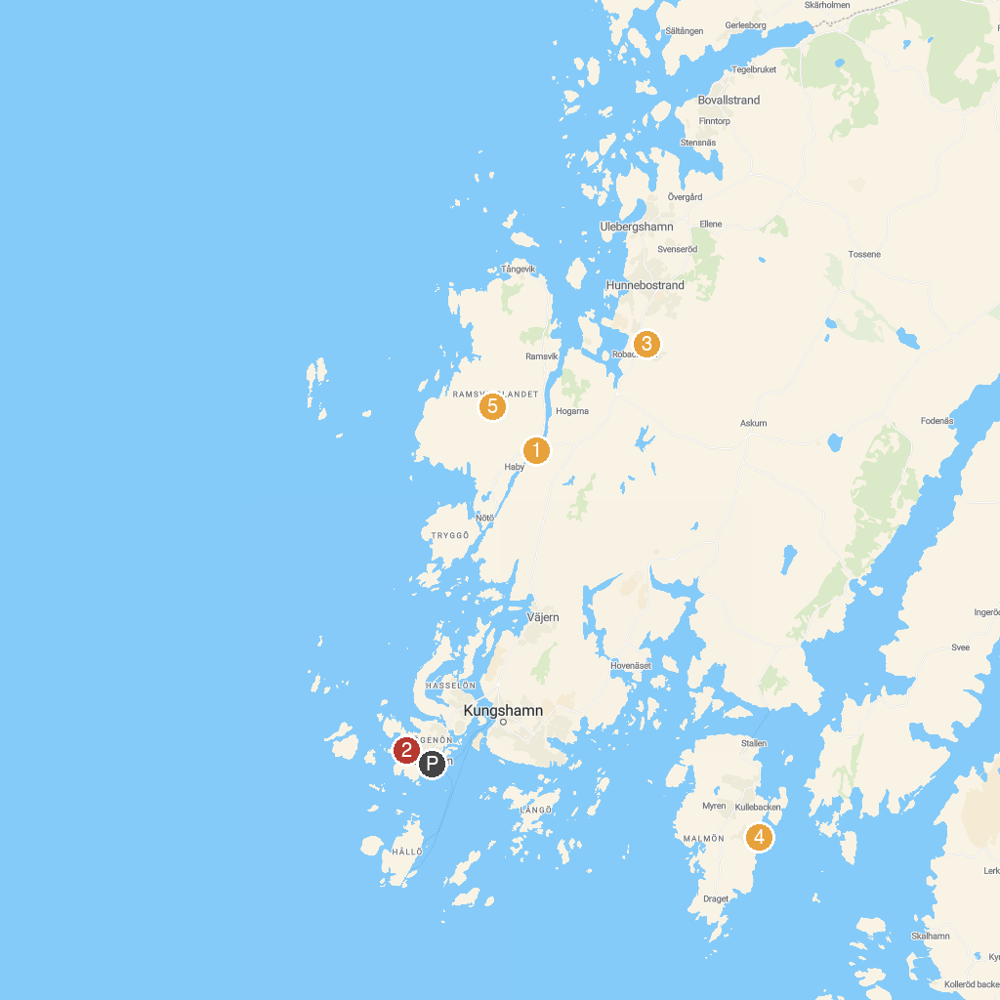 Skärholmen
Gerlesborg
Sältången
Tegelbruket
Bovallstrand
Finntorp
Stensnäs
Övergård
Ulebergshamn
Ellene
Svenseröd
Tossene
Tångevik
Hunnebostrand
3
Ramsvik
5
Hogarna
Askum
Fodenäs
1
Haby
Nötö
TRYGGÖ
Väjern
Svee
Hovenäset
HASSELÖN
Kungshamn
2
P
Stallen
Myren
Kullebacken
LÅNGÖ
MALMÖN
4
HÅLLÖ
Draget
Skalhamn
Kolleröd backe